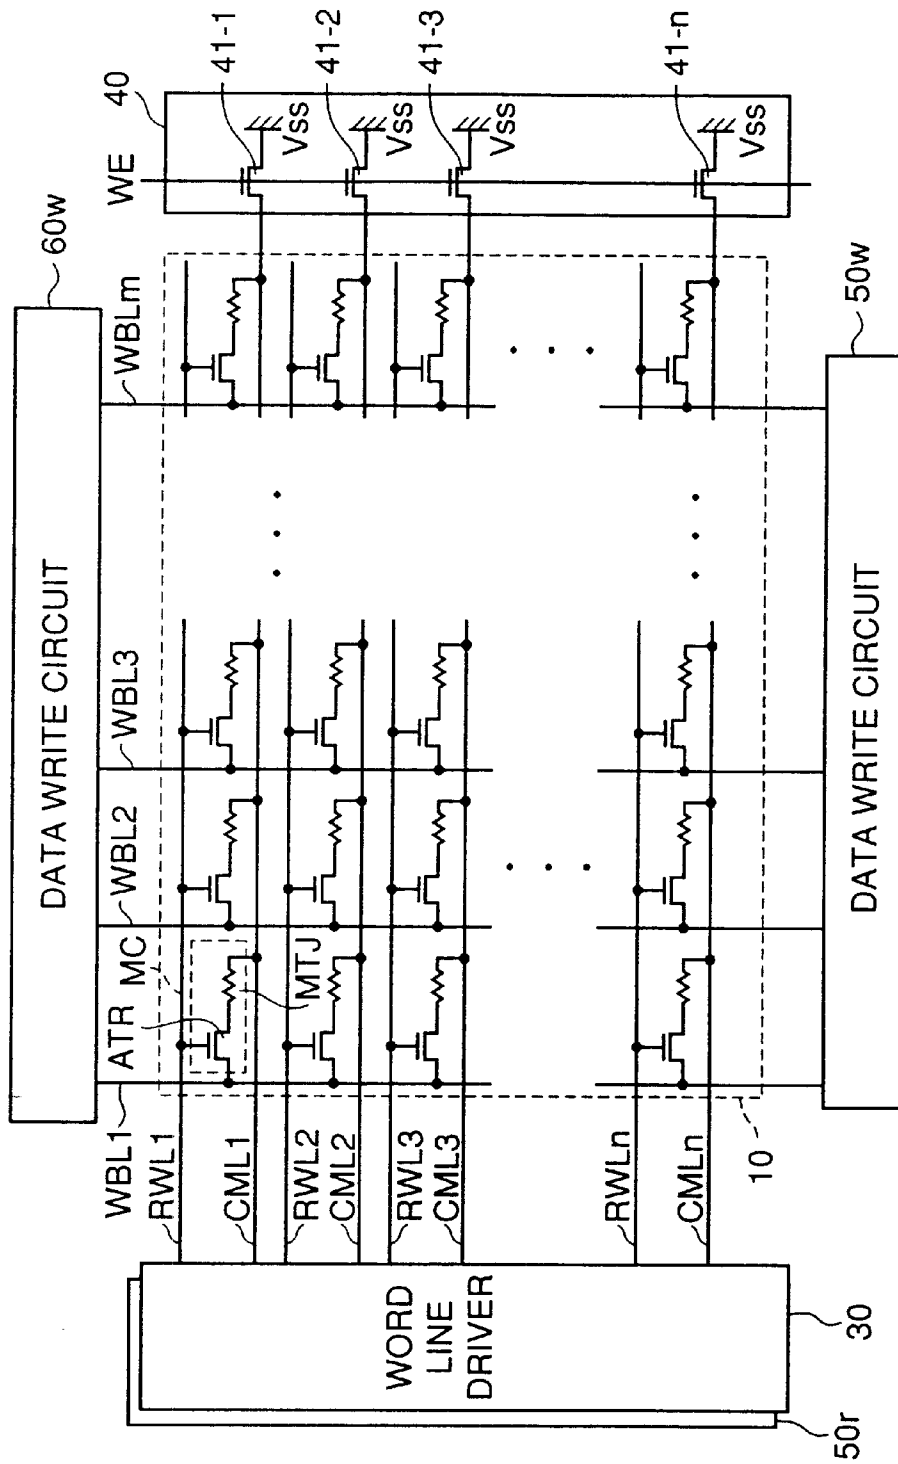 DATA WRITE CIRCUIT
60w
WE
40
41-1
41-2
41-3
41-n
Vss
Vss
Vss
Vss
WBL1
ATR
MC
WBL2
WBL3
WBLm
MTJ
RWL1
CML1
RWL2
CML2
RWL3
CML3
RWLn
CMLn
10
WORD
LINE
DRIVER
30
50r
DATA WRITE CIRCUIT
50w